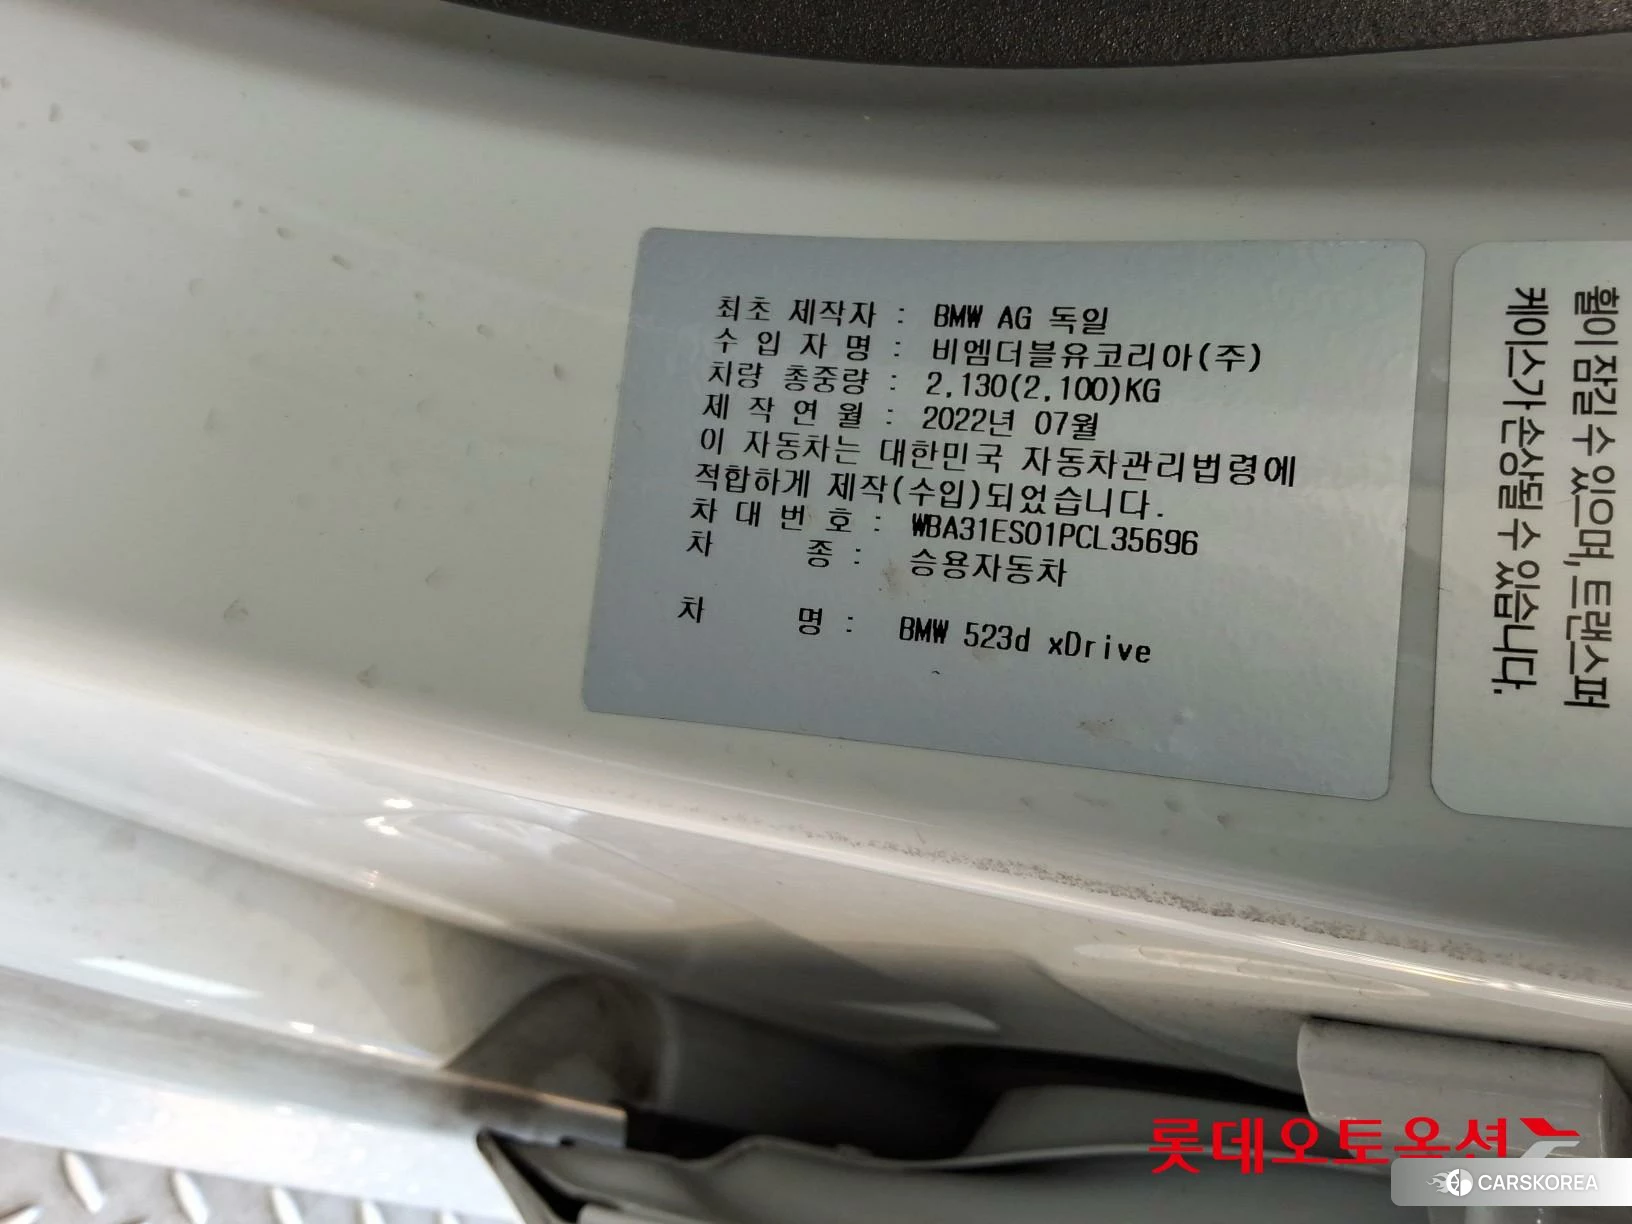 최초 제작자 : BMW AG 독일
수 입 자 명 : 비엠더블유코리아(주)
차량 총중량 : 2,130(2,100)KG
제 작 연 월 : 2022년 07월
이 자동차는 대한민국 자동차관리법령에
적합하게 제작(수입)되었습니다.
차 대 번 호 : WBA31ES01PCL35696
차 종 : 승용자동차
차 명 : BMW 523d xDrive
휠이 잠길 수 있으며, 트랜스퍼
케이스가 손상될 수 있습니다.
롯데오토옥션
CARSKOREA